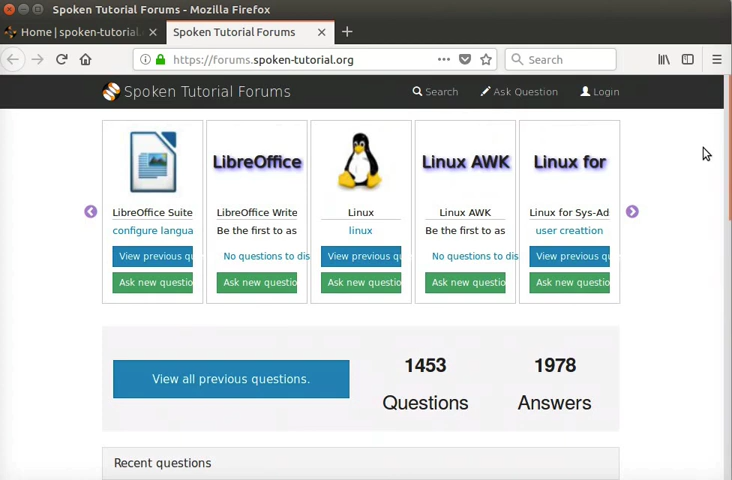 Spoken Tutorial Forums - Mozilla Firefox
Home | spoken-tutorial.
Spoken Tutorial Forums
https://forums.spoken-tutorial.org
Search
Spoken Tutorial Forums
Search
Ask Question
Login
LibreOffice
Linux AWK
Linux for
LibreOffice Suite
LibreOffice Write
Linux
Linux AWK
Linux for Sys-Ad
configure langua
Be the first to as
linux
Be the first to as
user creattion
View previous qu
No questions to dis
View previous qu
No questions to dis
View previous qu
Ask new questio
Ask new questio
Ask new questio
Ask new questio
Ask new questio
View all previous questions.
1453
1978
Questions
Answers
Recent questions